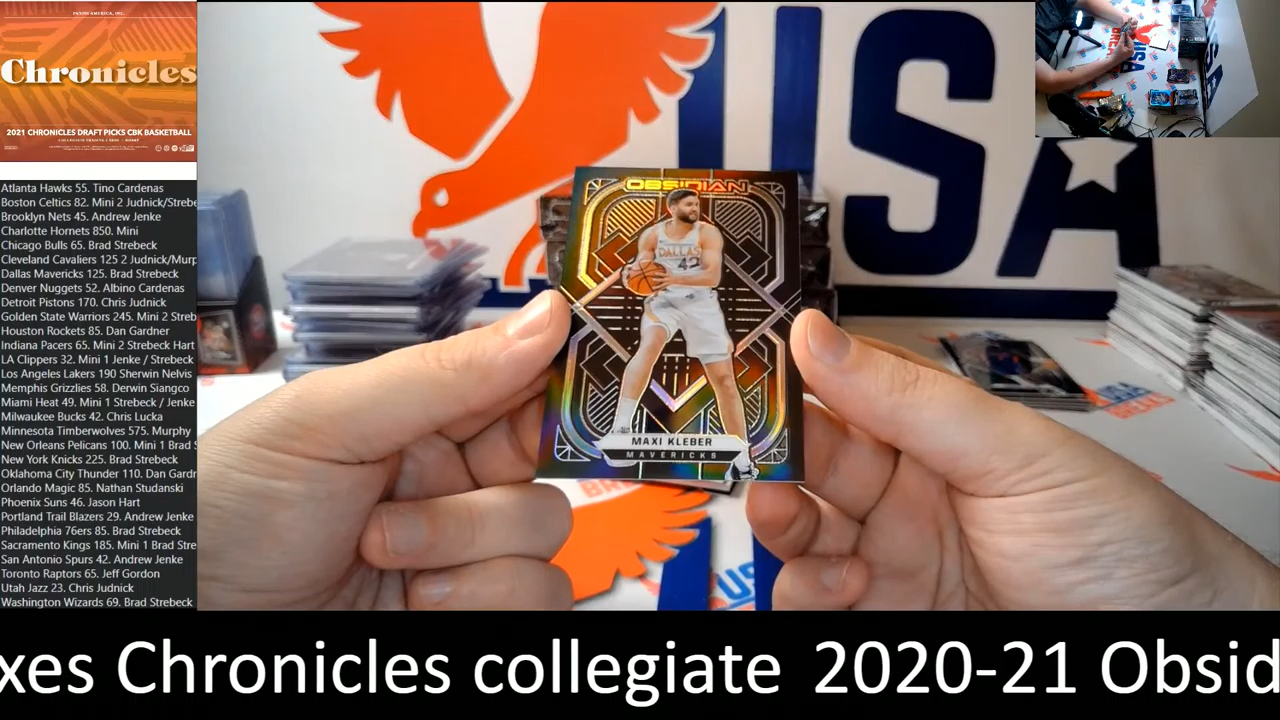 PANINI AMERICA, INC.
Chronicles
2021 CHRONICLES DRAFT PICKS CBK BASKETBALL
Atlanta Hawks 55. Tino Cardenas
Boston Celtics 82. Mini 2 Judnick/Strebe
Brooklyn Nets 45. Andrew Jenke
Charlotte Hornets 850. Mini
Chicago Bulls 65. Brad Strebeck
Cleveland Cavaliers 125 2 Judnick/Murp
Dallas Mavericks 125. Brad Strebeck
Denver Nuggets 52. Albino Cardenas
Detroit Pistons 170. Chris Judnick
Golden State Warriors 245. Mini 2 Streb
Houston Rockets 85. Dan Gardner
Indiana Pacers 65. Mini 2 Strebeck Hart
LA Clippers 32. Mini 1 Jenke / Strebeck
Los Angeles Lakers 190 Sherwin Nelvis
Memphis Grizzlies 58. Derwin Siangco
Miami Heat 49. Mini 1 Strebeck / Jenke
Milwaukee Bucks 42. Chris Lucka
Minnesota Timberwolves 575. Murphy
New Orleans Pelicans 100. Mini 1 Brad S
New York Knicks 225. Brad Strebeck
Oklahoma City Thunder 110. Dan Gardr
Orlando Magic 85. Nathan Studanski
Phoenix Suns 46. Jason Hart
Portland Trail Blazers 29. Andrew Jenke
Philadelphia 76ers 85. Brad Strebeck
Sacramento Kings 185. Mini 1 Brad Stre
San Antonio Spurs 42. Andrew Jenke
Toronto Raptors 65. Jeff Gordon
Utah Jazz 23. Chris Judnick
Washington Wizards 69. Brad Strebeck
USA
OBSIDIAN
DALLAS
42
MAXI KLEBER
MAVERICKS
USA
BREAKS
USA
xes Chronicles collegiate 2020-21 Obsid